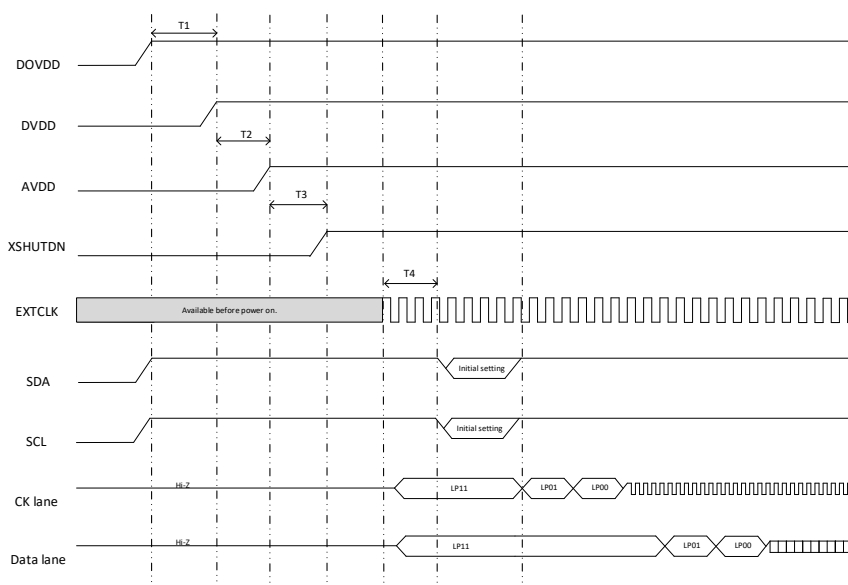 T1
DOVDD
DVDD
T2
AVDD
T3
XSHUTDN
T4
EXTCLK
Available before power on.
SDA
Initial setting
SCL
Initial setting
Hi-Z
CK lane
LP11
LP01
LP00
Hi-Z
Data lane
LP11
LP01
LP00